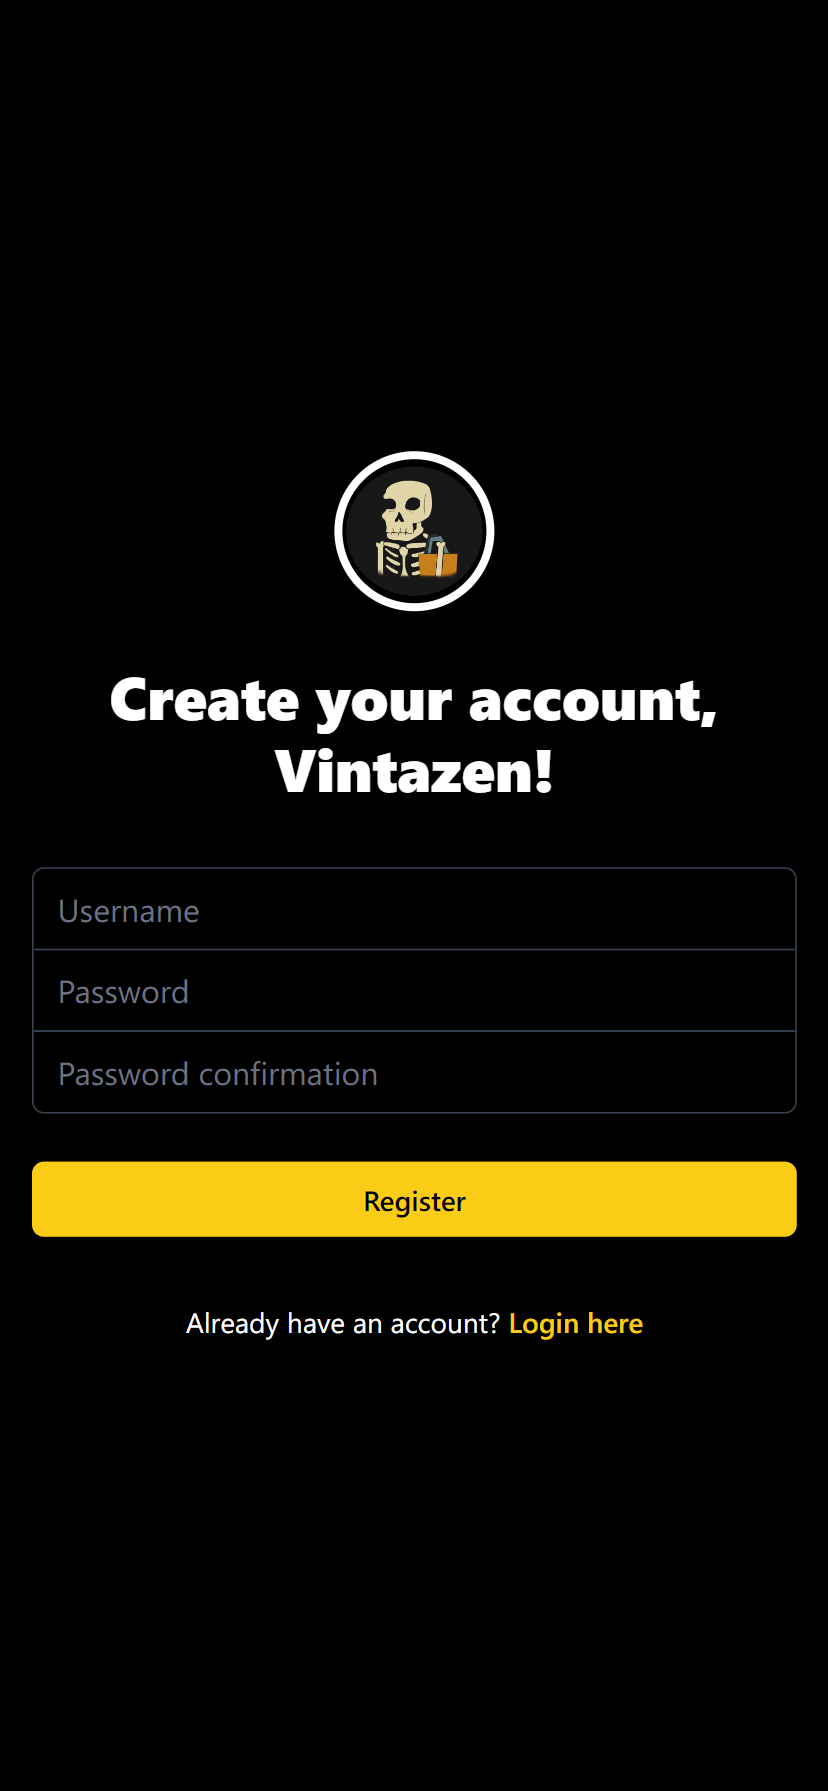 Create your account,
Vintazen!
Username
Password
Password confirmation
Register
Already have an account? Login here